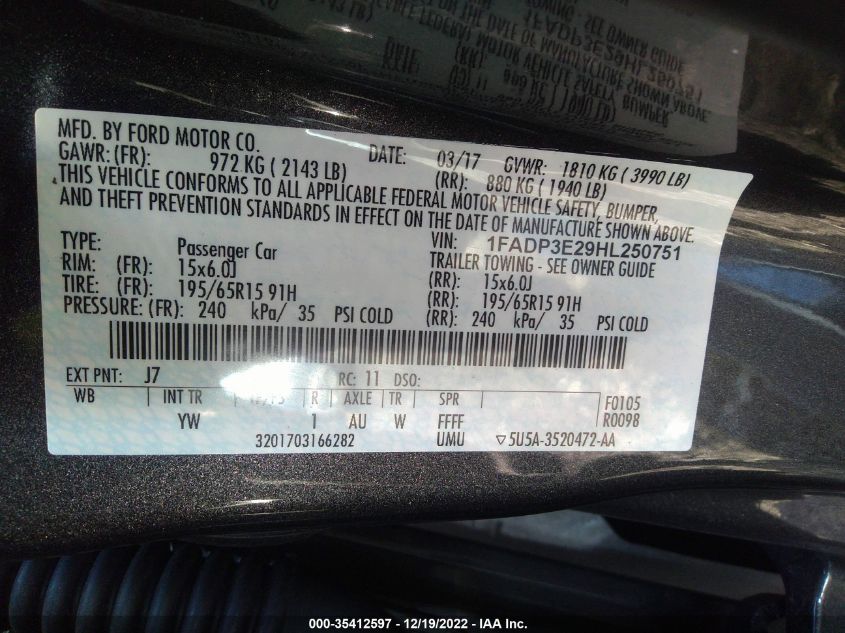 MFD. BY FORD MOTOR CO. DATE: 03/17 GVWR: 1810 KG ( 3990 LB)
GAWR: (FR): 972 KG ( 2143 LB) (RR): 880 KG ( 1940 LB)
THIS VEHICLE CONFORMS TO ALL APPLICABLE FEDERAL MOTOR VEHICLE SAFETY, BUMPER,
AND THEFT PREVENTION STANDARDS IN EFFECT ON THE DATE OF MANUFACTURE SHOWN ABOVE.
VIN: 1FADP3E29HL250751
TYPE: Passenger Car TRAILER TOWING - SEE OWNER GUIDE
RIM: (FR): 15x6.0J (RR): 15x6.0J
TIRE: (FR): 195/65R15 91H (RR): 195/65R15 91H
PRESSURE: (FR): 240 kPa/ 35 PSI COLD (RR): 240 kPa/ 35 PSI COLD
EXT PNT: J7 RC: 11 DSO:
WB INT TR R AXLE TR SPR F0105
YW 1 AU W FFFF R0098
3201703166282 UMU ▽5U5A-3520472-AA
000-35412597 - 12/19/2022 - IAA Inc.